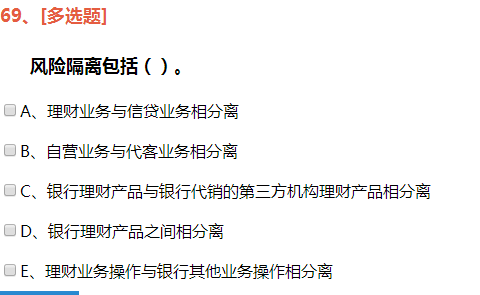 69、[多选题]
风险隔离包括（ ）。
A、理财业务与信贷业务相分离
B、自营业务与代客业务相分离
C、银行理财产品与银行代销的第三方机构理财产品相分离
D、银行理财产品之间相分离
E、理财业务操作与银行其他业务操作相分离